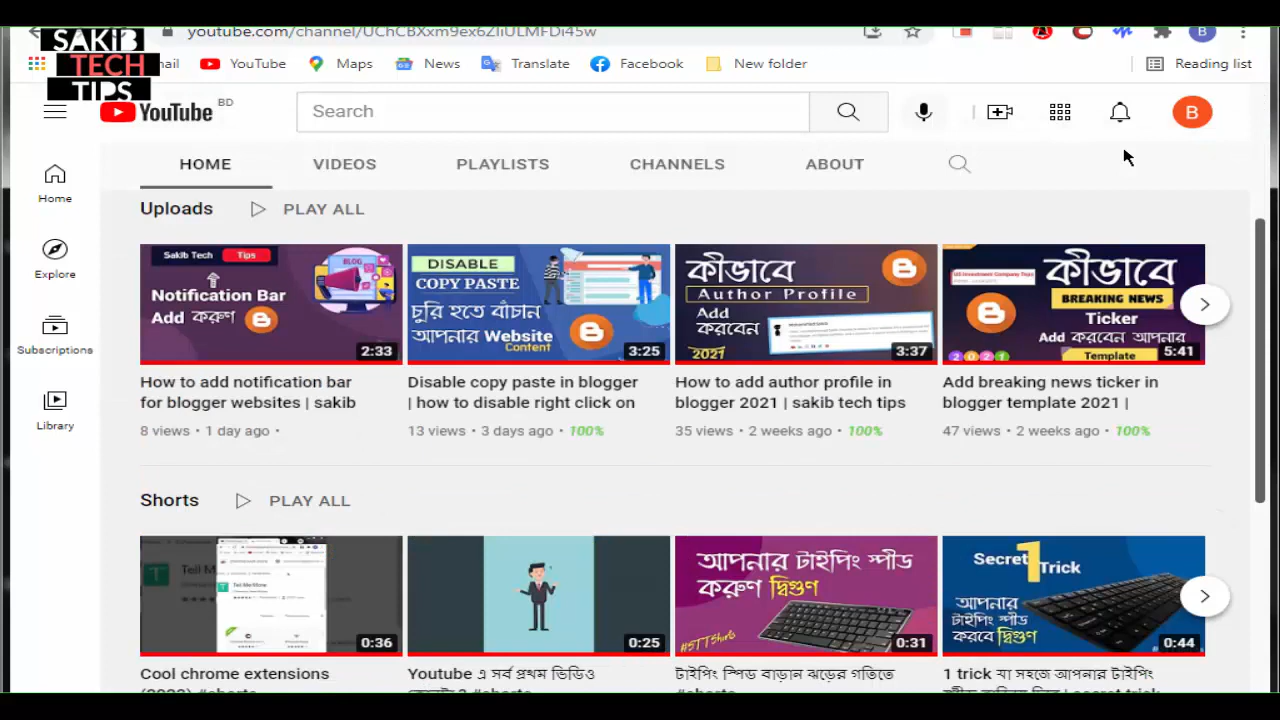 SAKIB
TECH
TIPS
youtube.com/channel/UChCBXxm9ex6ZIiULMFDi45w
YouTube
Maps
News
Translate
Facebook
New folder
Reading list
YouTube BD
Search
B
HOME
VIDEOS
PLAYLISTS
CHANNELS
ABOUT
Home
Explore
Subscriptions
Library
Uploads
PLAY ALL
Sakib Tech Tips
BLOG
Notification Bar
Add করুণ
2:33
How to add notification bar
for blogger websites | sakib
8 views • 1 day ago •
DISABLE
COPY PASTE
চুরি হতে বাঁচান
আপনার Website
Content
3:25
Disable copy paste in blogger
| how to disable right click on
13 views • 3 days ago • 100%
কীভাবে
Author Profile
Add
করবেন
2021
3:37
How to add author profile in
blogger 2021 | sakib tech tips
35 views • 2 weeks ago • 100%
কীভাবে
BREAKING NEWS
Ticker
Add করবেন আপনার
2021
Template
5:41
Add breaking news ticker in
blogger template 2021 |
47 views • 2 weeks ago • 100%
Shorts
PLAY ALL
0:36
Cool chrome extensions
0:25
Youtube এ সর্ব প্রথম ভিডিও
আপনার টাইপিং স্পীড
করুণ দ্বিগুণ
#STTShorts
0:31
টাইপিং স্পিড বাড়ান ঝড়ের গতিতে
Secret 1 Trick
আপনার
টাইপিং স্পীড
করবে দ্বিগুণ
0:44
1 trick যা সহজে আপনার টাইপিং